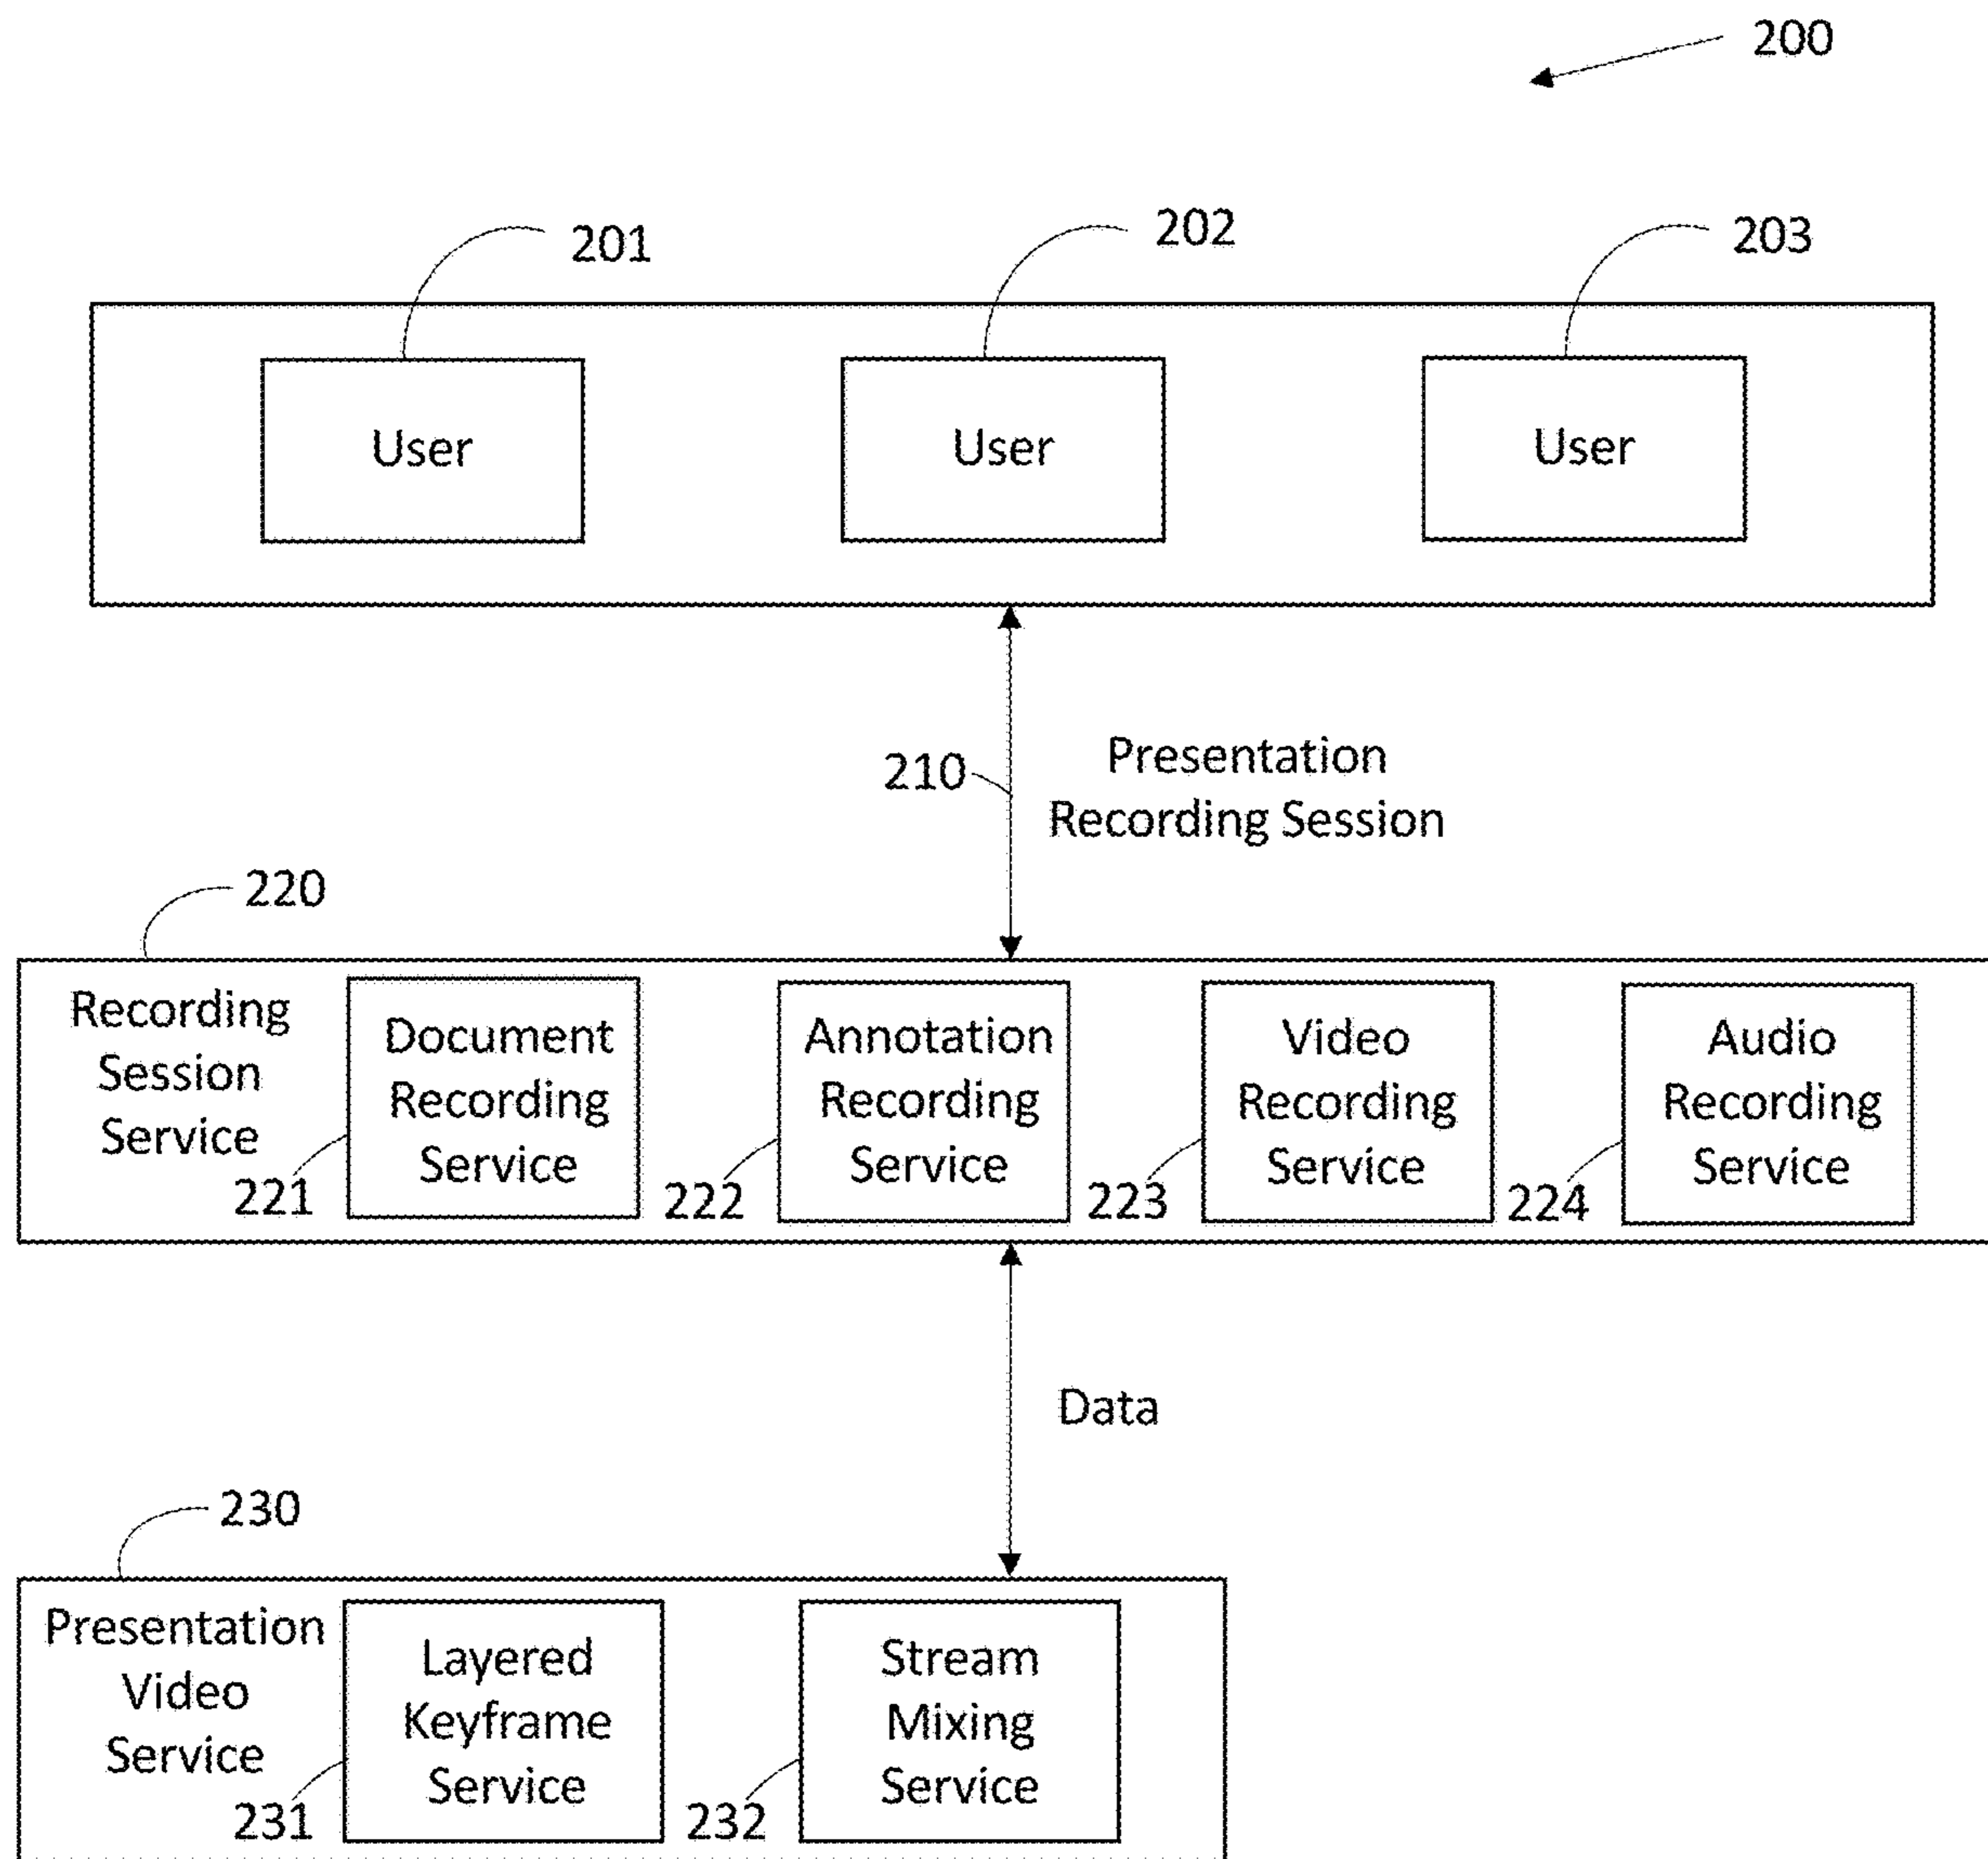 200
201
202
203
User
User
User
210
Presentation
Recording Session
220
Recording
Session
Service
221
Document
Recording
Service
222
Annotation
Recording
Service
223
Video
Recording
Service
224
Audio
Recording
Service
Data
230
Presentation
Video
Service
231
Layered
Keyframe
Service
232
Stream
Mixing
Service